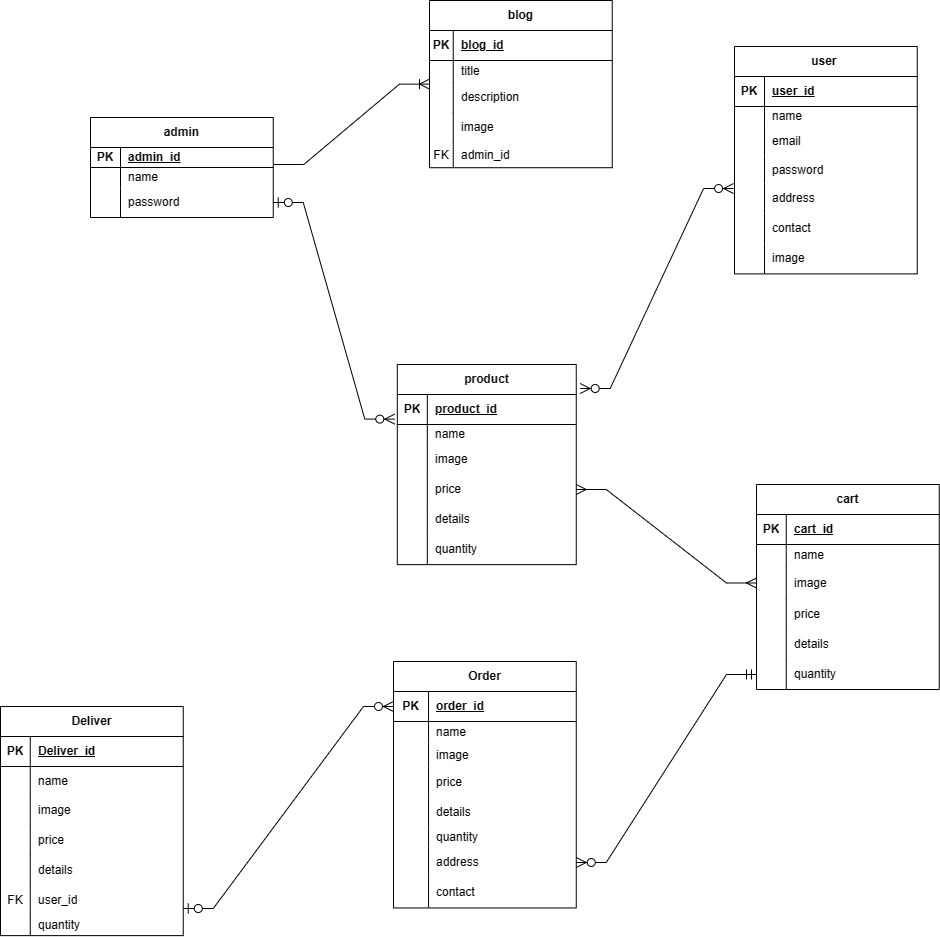 blog
PK blog_id
title
description
image
FK admin_id
user
PK user_id
name
email
password
address
contact
image
admin
PK admin_id
name
password
product
PK product_id
name
image
price
details
quantity
cart
PK cart_id
name
image
price
details
quantity
Order
PK order_id
name
image
price
details
quantity
address
contact
Deliver
PK Deliver_id
name
image
price
details
FK user_id
quantity